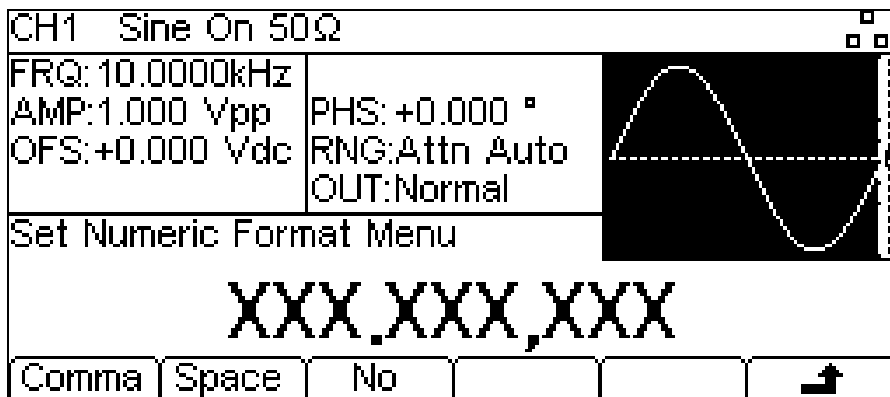 CH1 Sine On 50Ω
FRQ:10.0000kHz
AMP:1.000 Vpp
OFS:+0.000 Vdc
PHS:+0.000 °
RNG:Attn Auto
OUT:Normal
Set Numeric Format Menu
XXX.XXX,XXX
Comma Space No